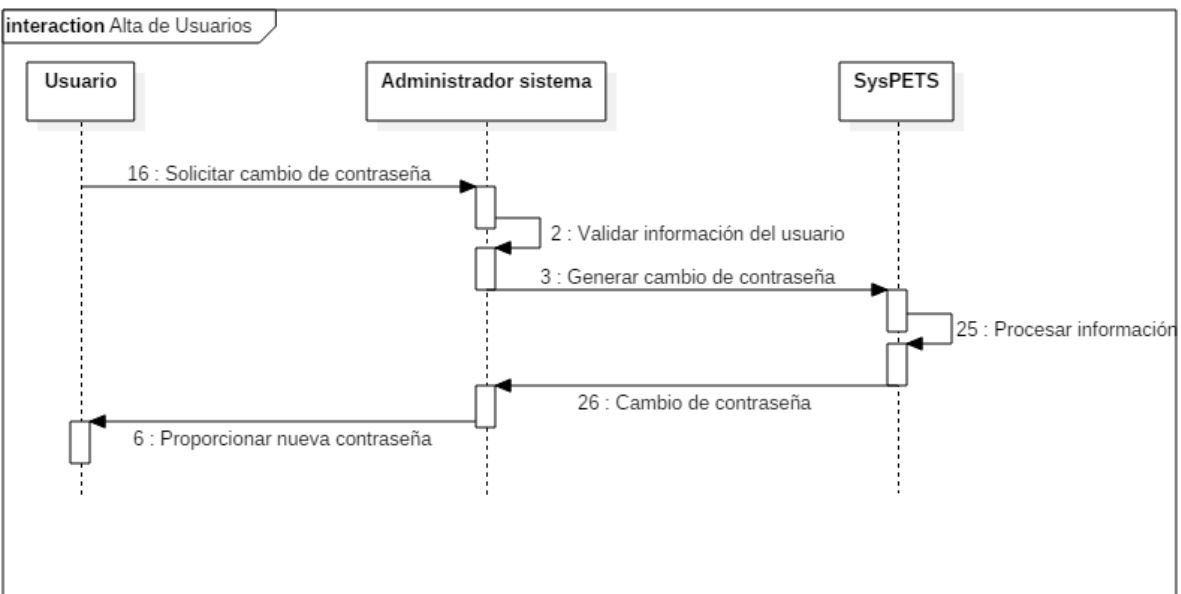 interaction Alta de Usuarios
Usuario
Administrador sistema
SysPETS
16 : Solicitar cambio de contraseña
2 : Validar información del usuario
3 : Generar cambio de contraseña
25 : Procesar información
26 : Cambio de contraseña
6 : Proporcionar nueva contraseña